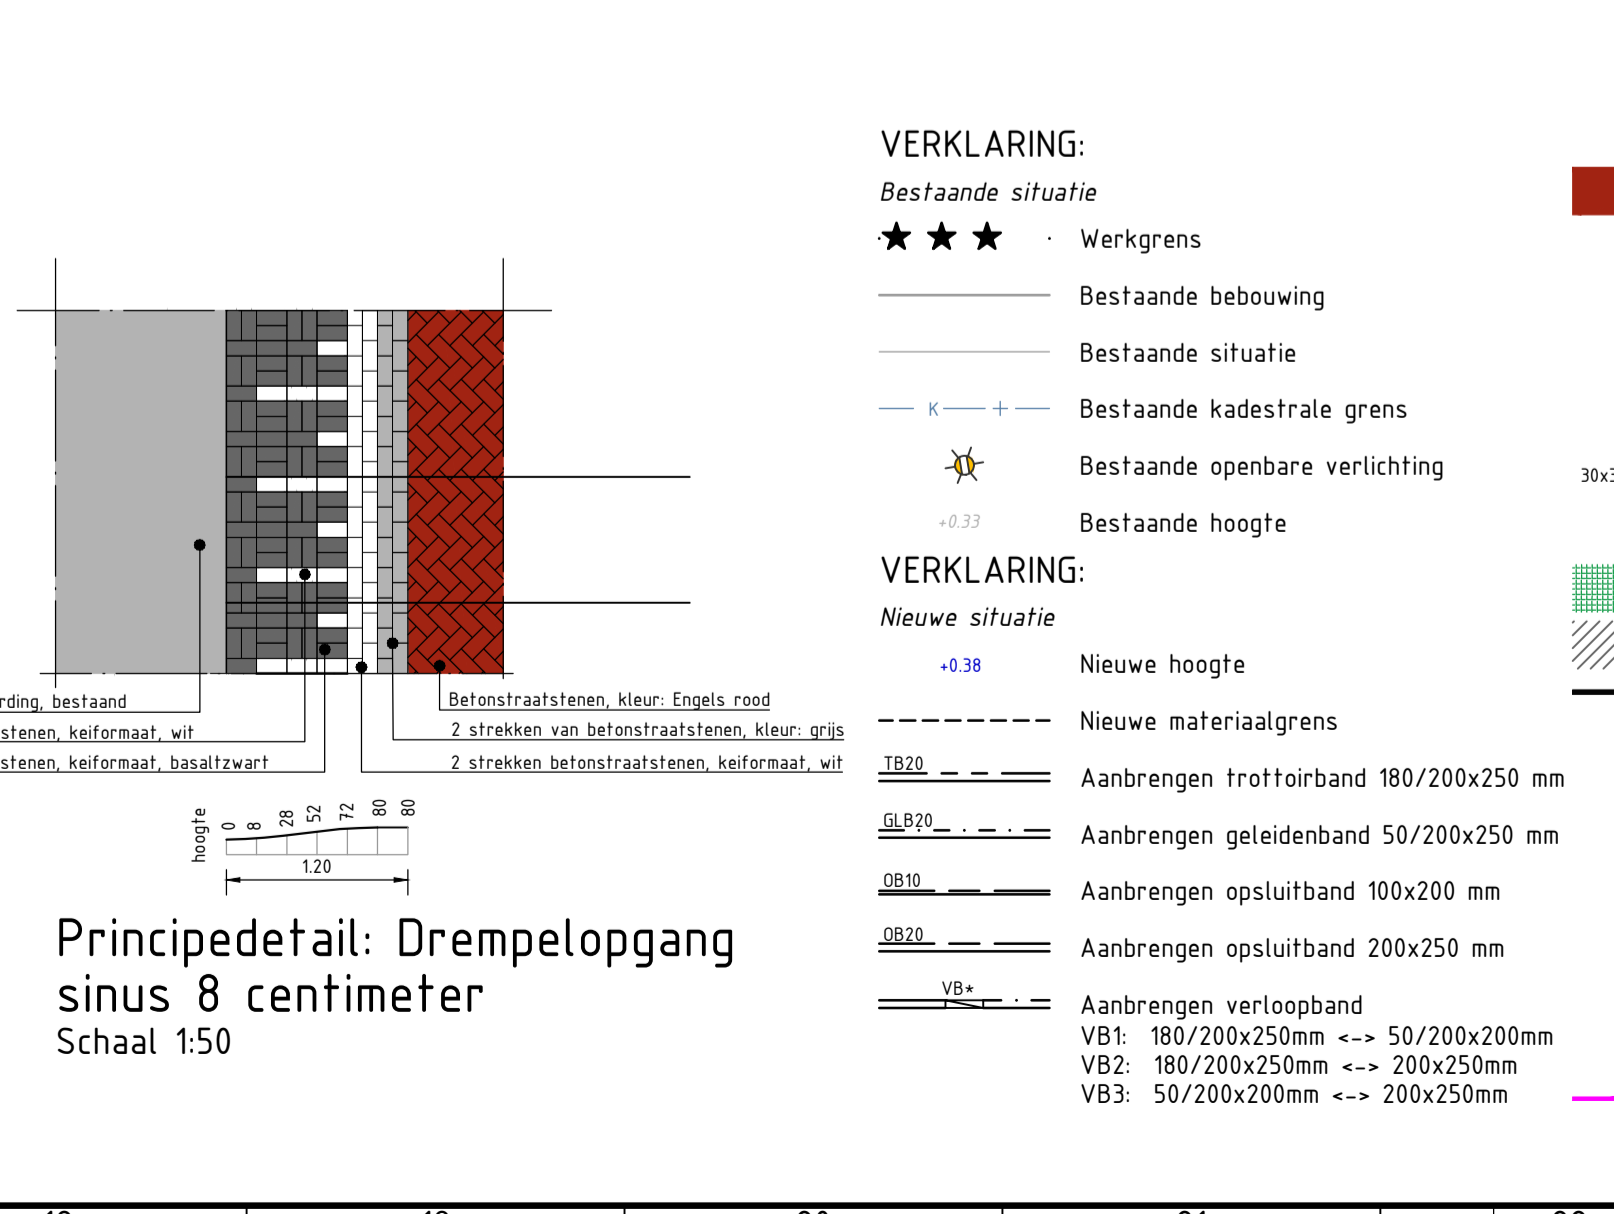 rding, bestaand
stenen, keiformaat, wit
stenen, keiformaat, basaltzwart
Betonstraatstenen, kleur: Engels rood
2 strekken van betonstraatstenen, kleur: grijs
2 strekken betonstraatstenen, keiformaat, wit
hoogte
0 8 28 52 72 80 80
1.20
Principedetail: Drempelopgang
sinus 8 centimeter
Schaal 1:50
VERKLARING:
Bestaande situatie
Werkgrens
Bestaande bebouwing
Bestaande situatie
K Bestaande kadestrale grens
Bestaande openbare verlichting
+0.33 Bestaande hoogte
VERKLARING:
Nieuwe situatie
+0.38 Nieuwe hoogte
Nieuwe materiaalgrens
TB20 Aanbrengen trottoirband 180/200x250 mm
GLB20 Aanbrengen geleidenband 50/200x250 mm
OB10 Aanbrengen opsluitband 100x200 mm
OB20 Aanbrengen opsluitband 200x250 mm
VB* Aanbrengen verloopband
VB1: 180/200x250mm <-> 50/200x200mm
VB2: 180/200x250mm <-> 200x250mm
VB3: 50/200x200mm <-> 200x250mm